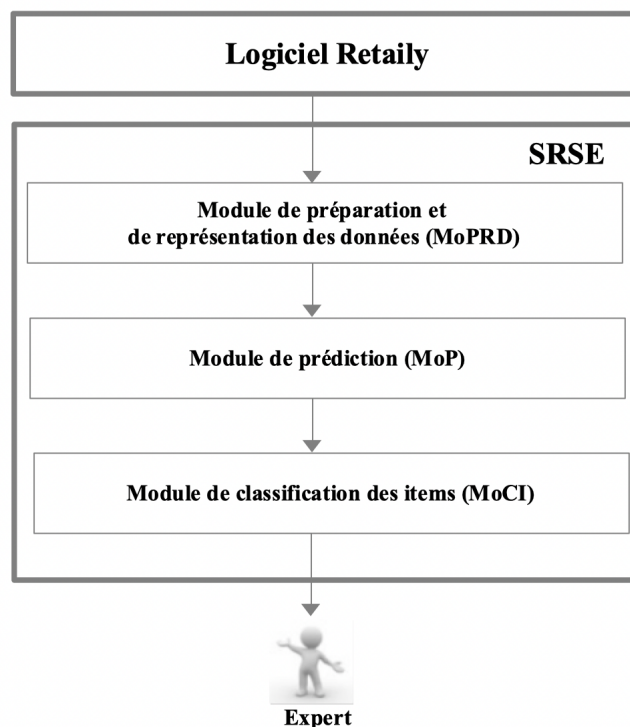 Logiciel Retaily
SRSE
Module de préparation et
de représentation des données (MoPRD)
Module de prédiction (MoP)
Module de classification des items (MoCI)
Expert